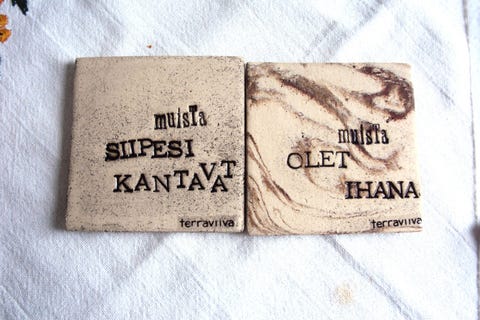 muisTa
SIIPESI
KANTAVAT
terraviiva
muisTa
OLET
IHANA
terraviiva